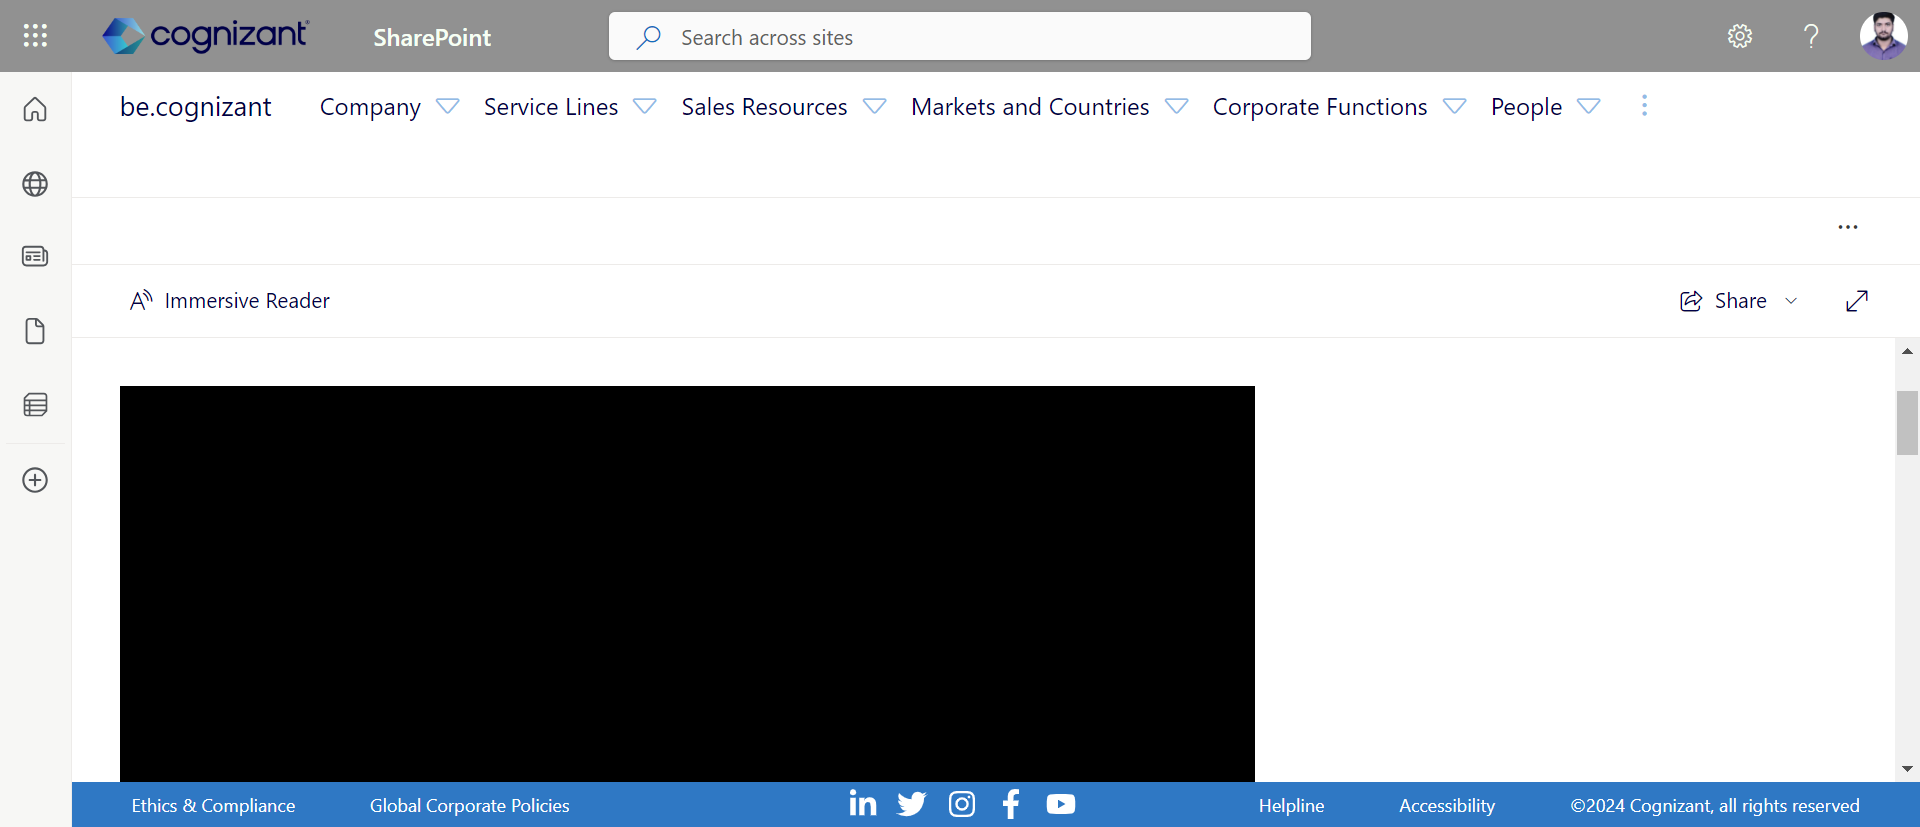 cognizant SharePoint Search across sites
be.cognizant Company Service Lines Sales Resources Markets and Countries Corporate Functions People
Immersive Reader Share
Ethics & Compliance Global Corporate Policies Helpline Accessibility ©2024 Cognizant, all rights reserved